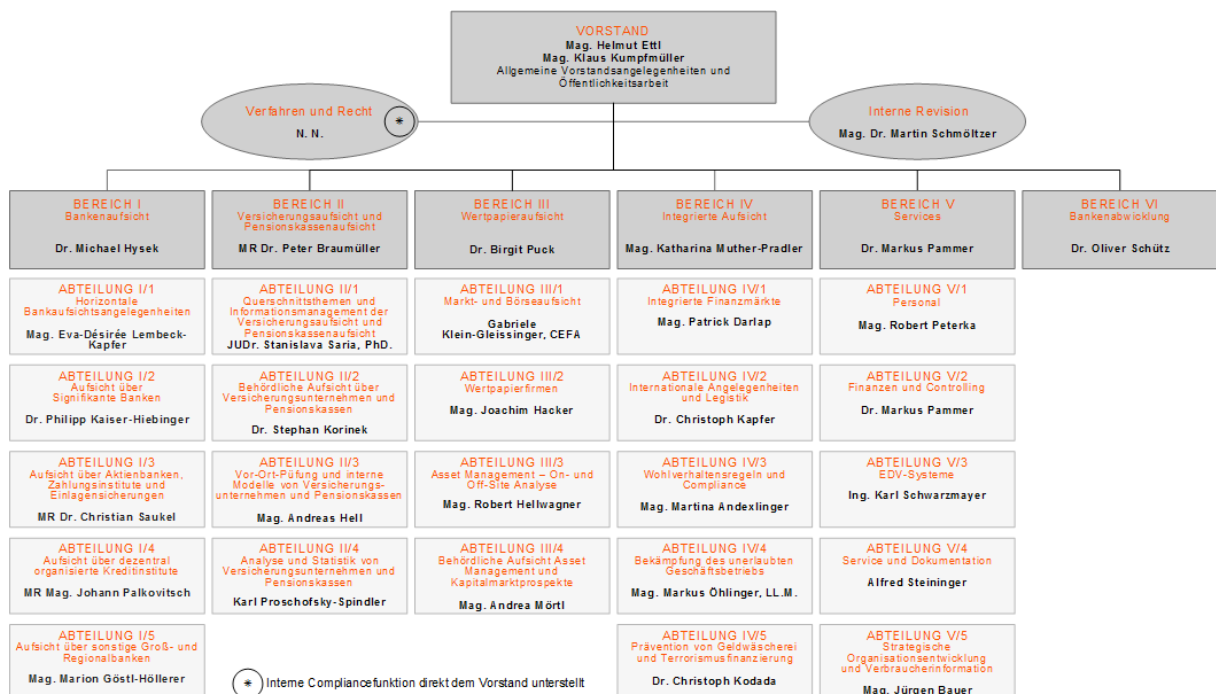 VORSTAND
Mag. Helmut Ettl
Mag. Klaus Kumpfmüller
Allgemeine Vorstandsangelegenheiten und
Öffentlichkeitsarbeit
Verfahren und Recht
N. N.
*
Interne Revision
Mag. Dr. Martin Schmöltzer
BEREICH I
Bankenaufsicht
Dr. Michael Hysek
BEREICH II
Versicherungsaufsicht und
Pensionskassenaufsicht
MR Dr. Peter Braumüller
BEREICH III
Wertpapieraufsicht
Dr. Birgit Puck
BEREICH IV
Integrierte Aufsicht
Mag. Katharina Muther-Pradler
BEREICH V
Services
Dr. Markus Pammer
BEREICH VI
Bankenabwicklung
Dr. Oliver Schütz
ABTEILUNG I/1
Horizontale
Bankaufsichtsangelegenheiten
Mag. Eva-Désirée Lembeck-
Kapfer
ABTEILUNG II/1
Querschnittsthemen und
Informationsmanagement der
Versicherungsaufsicht und
Pensionskassenaufsicht
JUDr. Stanislava Saria, PhD.
ABTEILUNG III/1
Markt- und Börseaufsicht
Gabriele
Klein-Gleissinger, CEFA
ABTEILUNG IV/1
Integrierte Finanzmärkte
Mag. Patrick Darlap
ABTEILUNG V/1
Personal
Mag. Robert Peterka
ABTEILUNG I/2
Aufsicht über
Signifikante Banken
Dr. Philipp Kaiser-Hiebinger
ABTEILUNG II/2
Behördliche Aufsicht über
Versicherungsunternehmen und
Pensionskassen
Dr. Stephan Korinek
ABTEILUNG III/2
Wertpapierfirmen
Mag. Joachim Hacker
ABTEILUNG IV/2
Internationale Angelegenheiten
und Legistik
Dr. Christoph Kapfer
ABTEILUNG V/2
Finanzen und Controlling
Dr. Markus Pammer
ABTEILUNG I/3
Aufsicht über Aktienbanken,
Zahlungsinstitute und
Einlagensicherungen
MR Dr. Christian Saukel
ABTEILUNG II/3
Vor-Ort-Püfung und interne
Modelle von Versicherungs-
unternehmen und Pensionskassen
Mag. Andreas Hell
ABTEILUNG III/3
Asset Management – On- und
Off-Site Analyse
Mag. Robert Hellwagner
ABTEILUNG IV/3
Wohlverhaltensregeln und
Compliance
Mag. Martina Andexlinger
ABTEILUNG V/3
EDV-Systeme
Ing. Karl Schwarzmayer
ABTEILUNG I/4
Aufsicht über dezentral
organisierte Kreditinstitute
MR Mag. Johann Palkovitsch
ABTEILUNG II/4
Analyse und Statistik von
Versicherungsunternehmen und
Pensionskassen
Karl Proschofsky-Spindler
ABTEILUNG III/4
Behördliche Aufsicht Asset
Management und
Kapitalmarktprospekte
Mag. Andrea Mörtl
ABTEILUNG IV/4
Bekämpfung des unerlaubten
Geschäftsbetriebs
Mag. Markus Öhlinger, LL.M.
ABTEILUNG V/4
Service und Dokumentation
Alfred Steininger
ABTEILUNG I/5
Aufsicht über sonstige Groß- und
Regionalbanken
Mag. Marion Göstl-Höllerer
ABTEILUNG IV/5
Prävention von Geldwäscherei
und Terrorismusfinanzierung
Dr. Christoph Kodada
ABTEILUNG V/5
Strategische
Organisationsentwicklung
und Verbraucherinformation
Mag. Jürgen Bauer
* Interne Compliancefunktion direkt dem Vorstand unterstellt